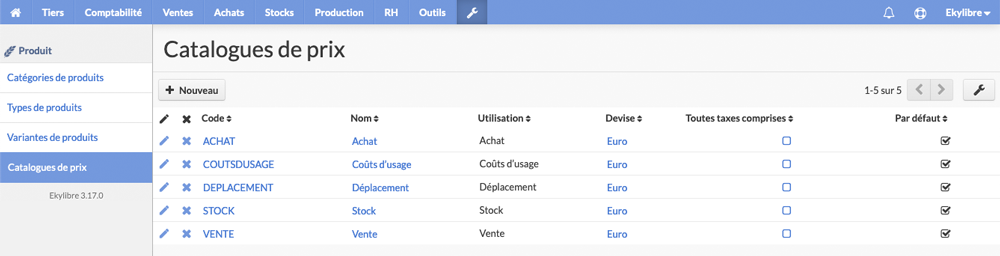 Tiers Comptabilité Ventes Achats Stocks Production RH Outils Ekylibre
Produit
Catégories de produits
Types de produits
Variantes de produits
Catalogues de prix
Ekylibre 3.17.0
Catalogues de prix
Nouveau 1-5 sur 5
Code Nom Utilisation Devise Toutes taxes comprises Par défaut
ACHAT Achat Achat Euro
COUTSDUSAGE Coûts d'usage Coûts d'usage Euro
DEPLACEMENT Déplacement Déplacement Euro
STOCK Stock Stock Euro
VENTE Vente Vente Euro